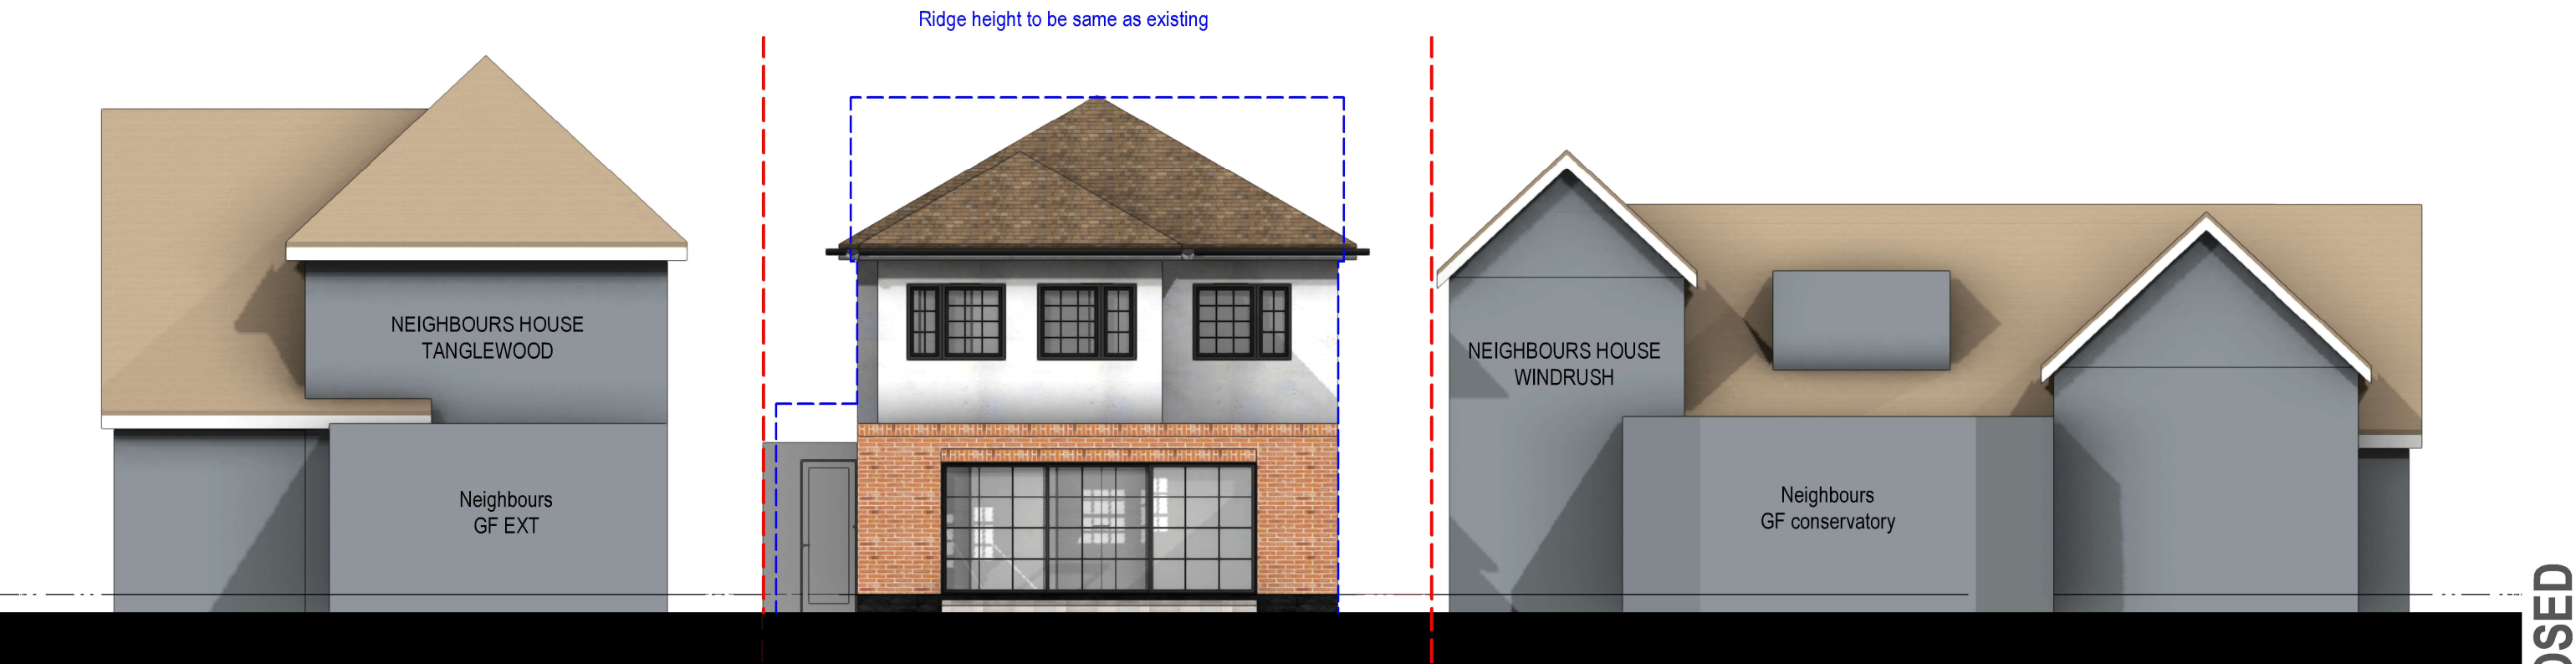 Ridge height to be same as existing
NEIGHBOURS HOUSE
TANGLEWOOD
Neighbours
GF EXT
NEIGHBOURS HOUSE
WINDRUSH
Neighbours
GF conservatory